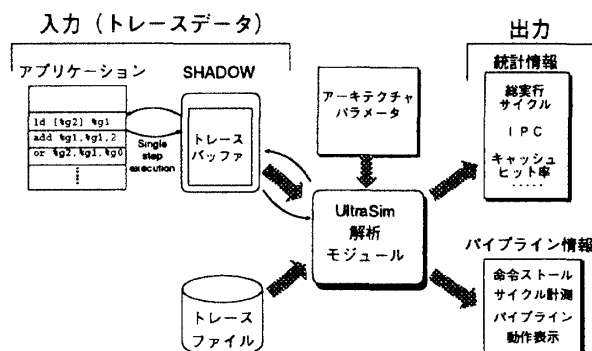 入力（トレースデータ）
出力
アプリケーション
SHADOW
ld [%g2] %g1
add %g1,%g1,2
or %g2,%g1,%g0
Single
step
execution
トレース
バッファ
アーキテクチャ
パラメータ
UltraSim
解析
モジュール
トレース
ファイル
統計情報
総実行
サイクル
IPC
キャッシュ
ヒット率
.....
パイプライン情報
命令ストール
サイクル計測
パイプライン
動作表示